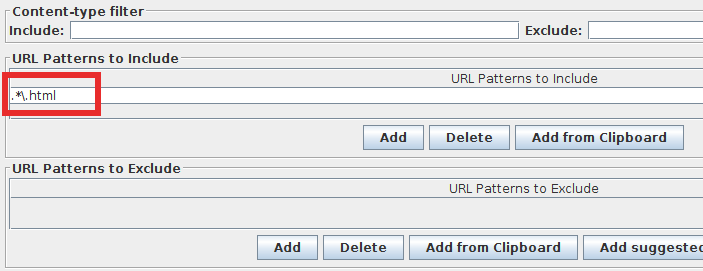 Content-type filter
Include: Exclude:
URL Patterns to Include
URL Patterns to Include
.*\.html
Add Delete Add from Clipboard
URL Patterns to Exclude
URL Patterns to Exclude
Add Delete Add from Clipboard Add suggested